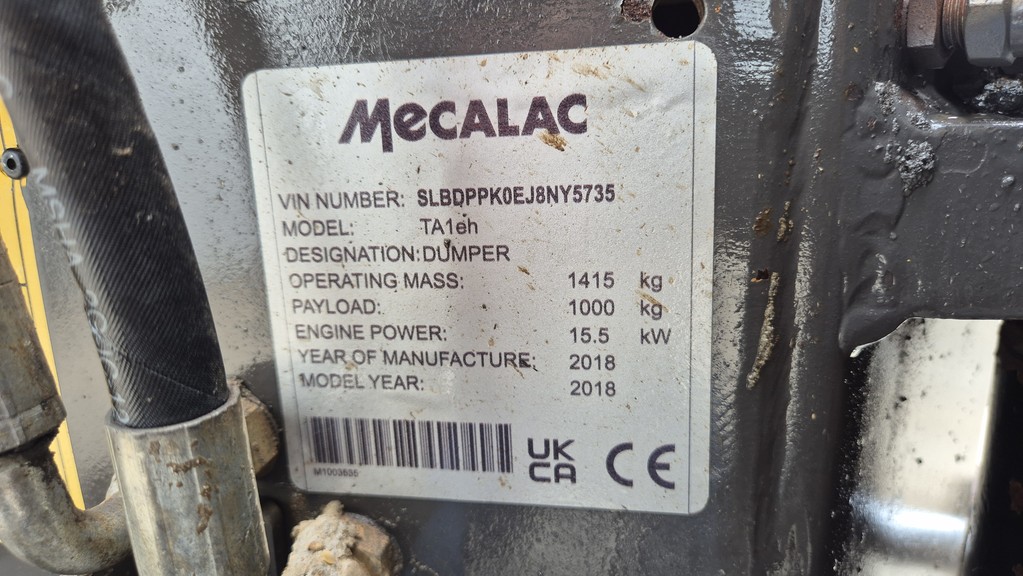 MECALAC
VIN NUMBER: SLBDPPK0EJ8NY5735
MODEL: TA1eh
DESIGNATION: DUMPER
OPERATING MASS: 1415 kg
PAYLOAD: 1000 kg
ENGINE POWER: 15.5 kW
YEAR OF MANUFACTURE: 2018
MODEL YEAR: 2018
M1003635
UK
CA
CE